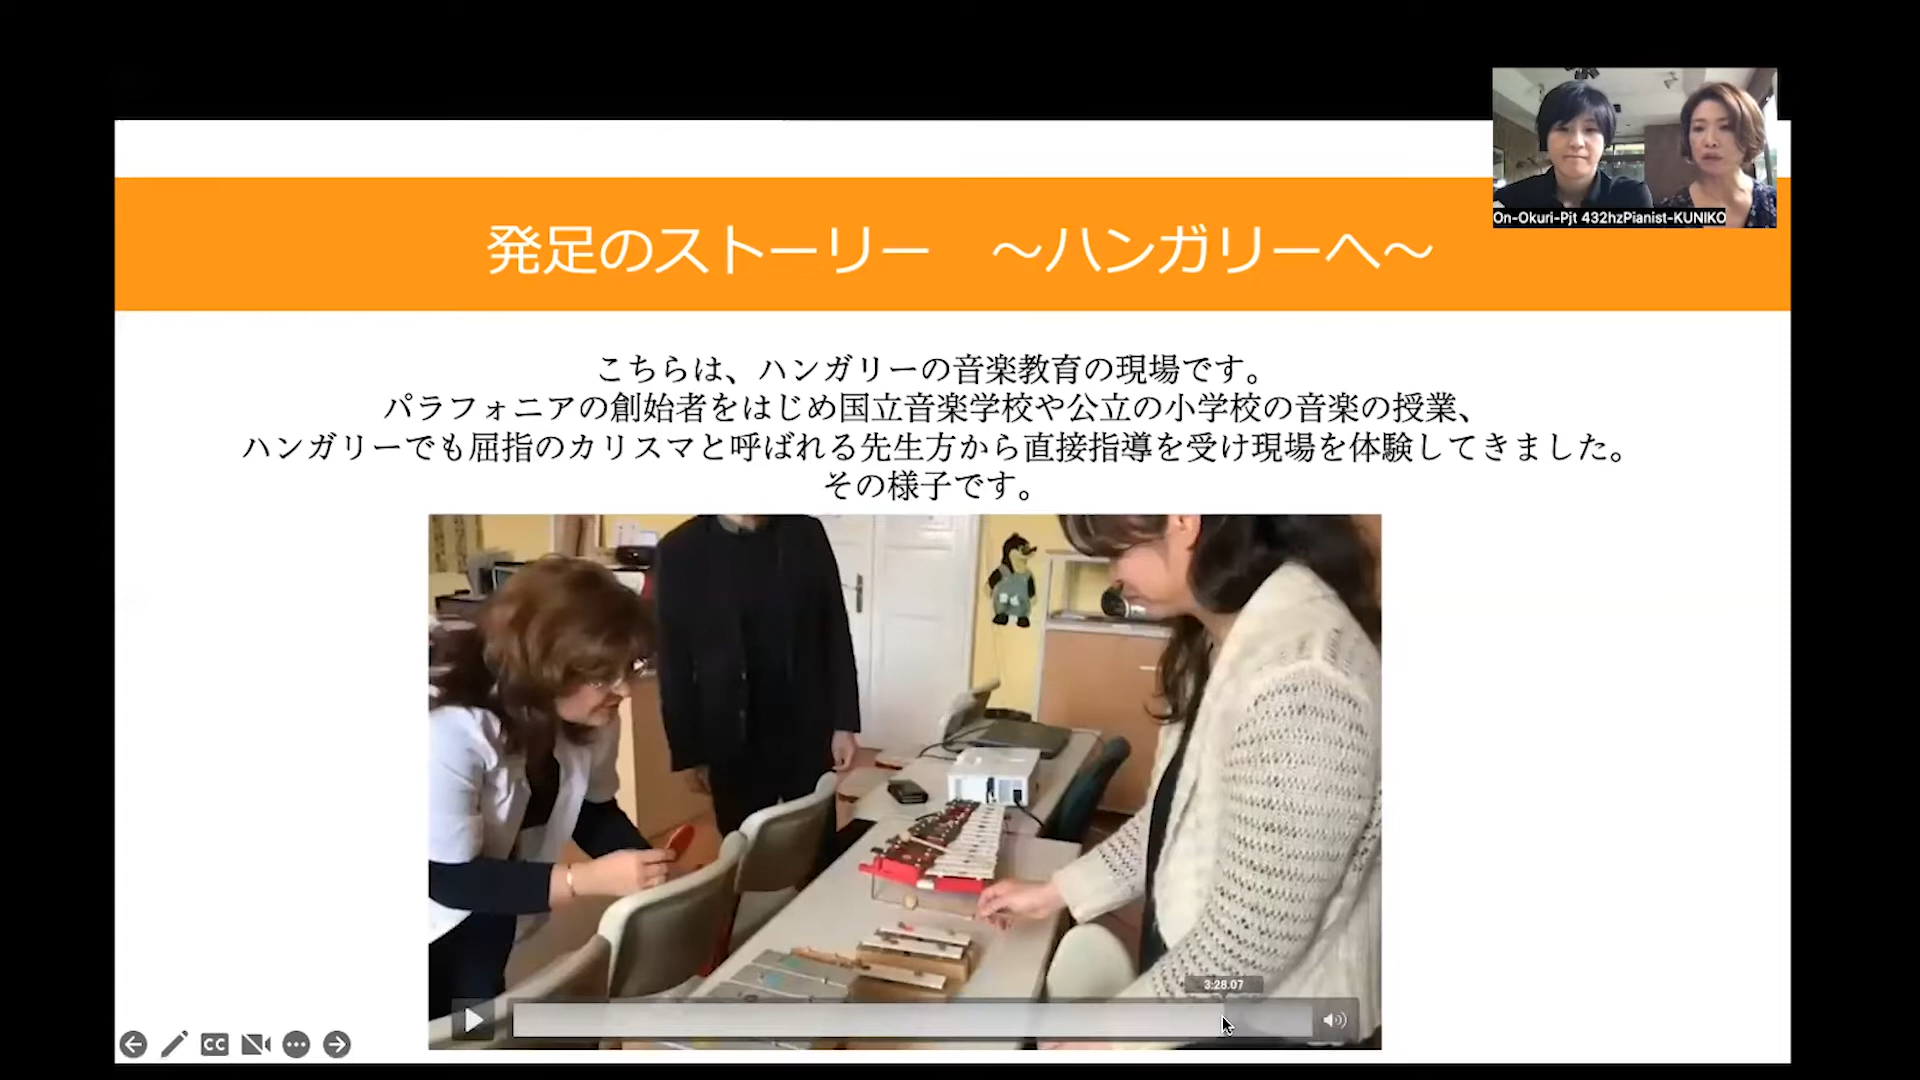 On-Okuri-Pjt 432hzPianist-KUNIKO
発足のストーリー　～ハンガリーへ～
こちらは、ハンガリーの音楽教育の現場です。
パラフォニアの創始者をはじめ国立音楽学校や公立の小学校の音楽の授業、
ハンガリーでも屈指のカリスマと呼ばれる先生方から直接指導を受け現場を体験してきました。
その様子です。
3:28.07
CC